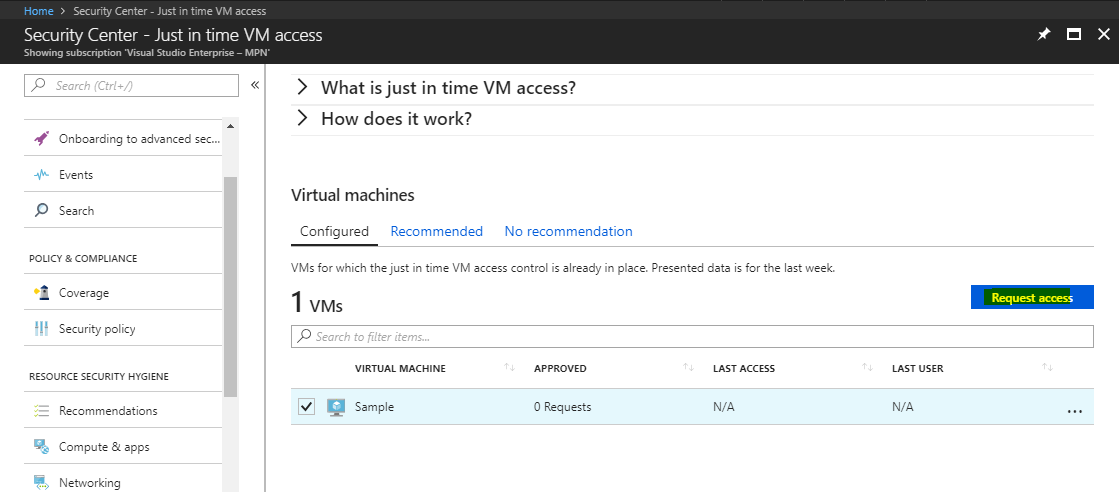 Home > Security Center - Just in time VM access
Security Center - Just in time VM access
Showing subscription 'Visual Studio Enterprise – MPN'
Search (Ctrl+/)
«
Onboarding to advanced sec...
Events
Search
POLICY & COMPLIANCE
Coverage
Security policy
RESOURCE SECURITY HYGIENE
Recommendations
Compute & apps
Networking
What is just in time VM access?
How does it work?
Virtual machines
Configured Recommended No recommendation
VMs for which the just in time VM access control is already in place. Presented data is for the last week.
1 VMs
Request access
Search to filter items...
VIRTUAL MACHINE APPROVED LAST ACCESS LAST USER
Sample 0 Requests N/A N/A ...